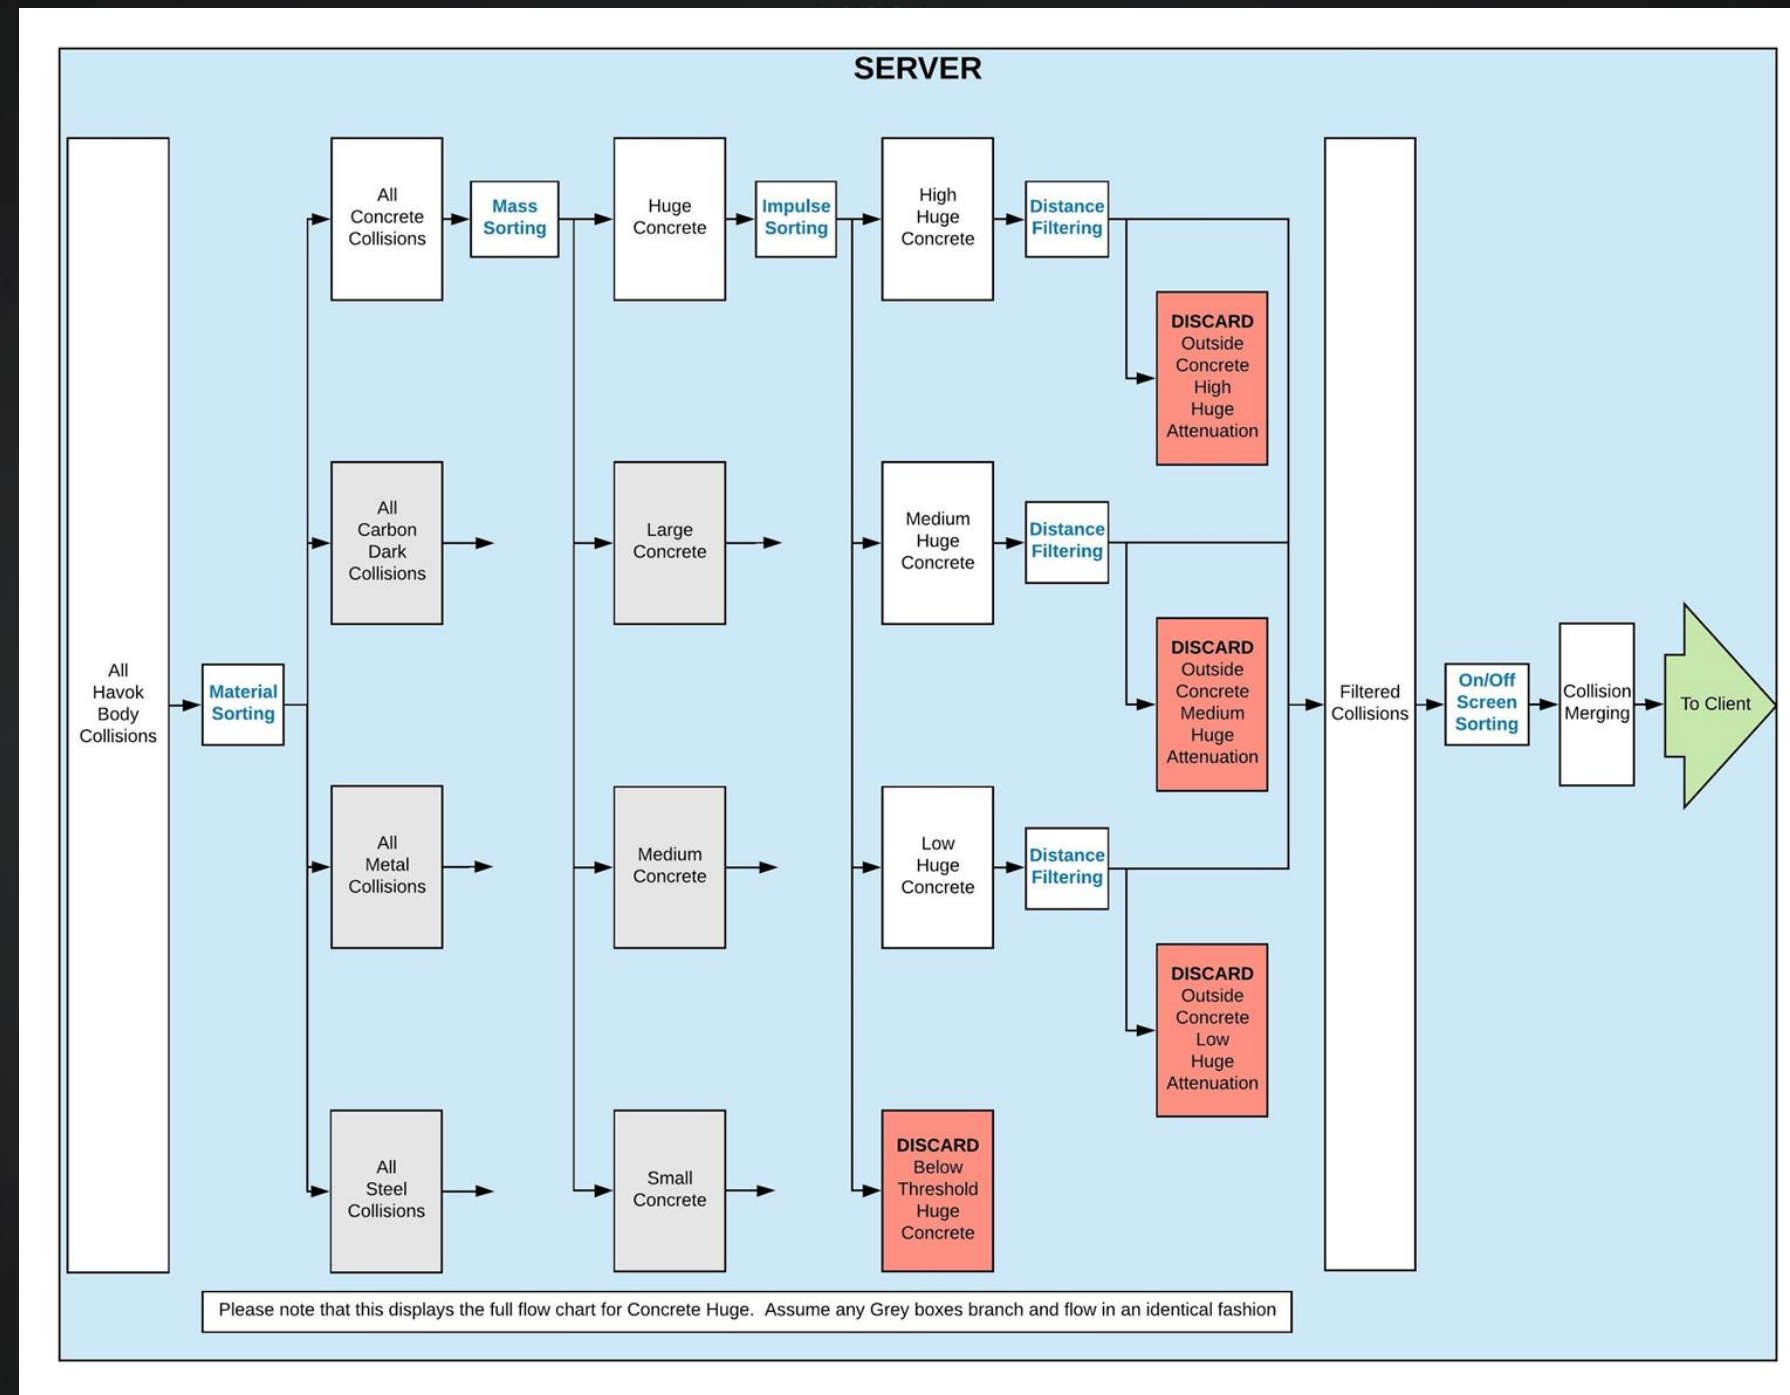 SERVER
All
Havok
Body
Collisions
Material
Sorting
All
Concrete
Collisions
Mass
Sorting
Huge
Concrete
Impulse
Sorting
High
Huge
Concrete
Distance
Filtering
DISCARD
Outside
Concrete
High
Huge
Attenuation
All
Carbon
Dark
Collisions
Large
Concrete
Medium
Huge
Concrete
Distance
Filtering
DISCARD
Outside
Concrete
Medium
Huge
Attenuation
All
Metal
Collisions
Medium
Concrete
Low
Huge
Concrete
Distance
Filtering
DISCARD
Outside
Concrete
Low
Huge
Attenuation
All
Steel
Collisions
Small
Concrete
DISCARD
Below
Threshold
Huge
Concrete
Filtered
Collisions
On/Off
Screen
Sorting
Collision
Merging
To Client
Please note that this displays the full flow chart for Concrete Huge.  Assume any Grey boxes branch and flow in an identical fashion